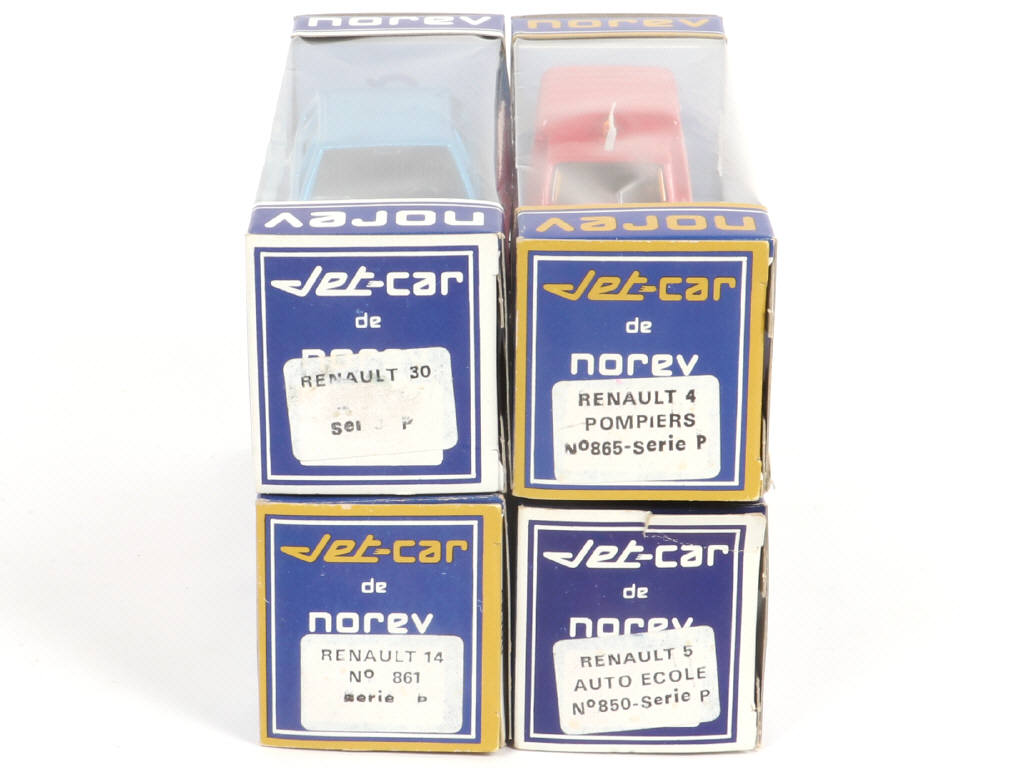 norev
norev
norev
norev
Jet-car
de
RENAULT 30
P
Jet-car
de
norev
RENAULT 4
POMPIERS
Nº865-Serie P
Jet-car
de
norev
RENAULT 14
Nº 861
serie P
Jet-car
de
norev
RENAULT 5
AUTO ECOLE
Nº850-Serie P